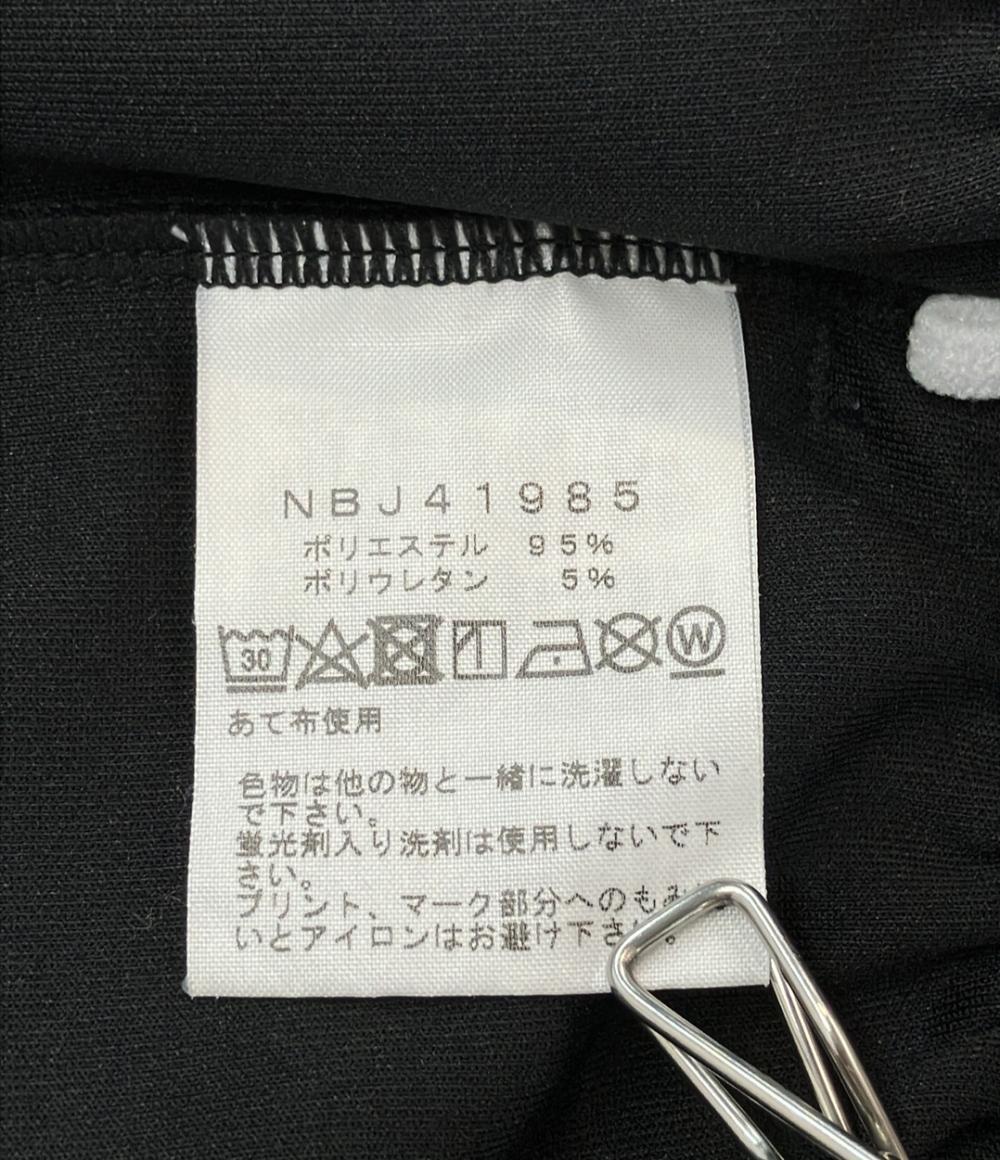 NBJ41985
ポリエステル 95%
ポリウレタン 5%
30
W
あて布使用
色物は他の物と一緒に洗濯しない
で下さい。
蛍光剤入り洗剤は使用しないで下
さい。
プリント、マーク部分へのもみ
いとアイロンはお避け下さ 。